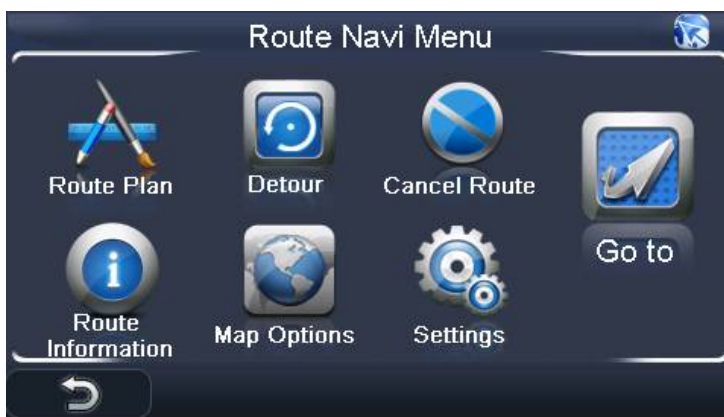 Route Navi Menu
Route Plan
Detour
Cancel Route
Go to
Route
Information
Map Options
Settings